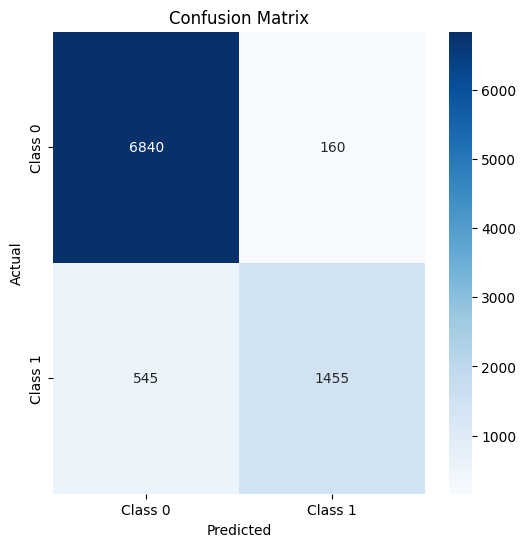 Confusion Matrix
Actual
Class 0
Class 1
6840
160
545
1455
Class 0
Class 1
Predicted
6000
5000
4000
3000
2000
1000